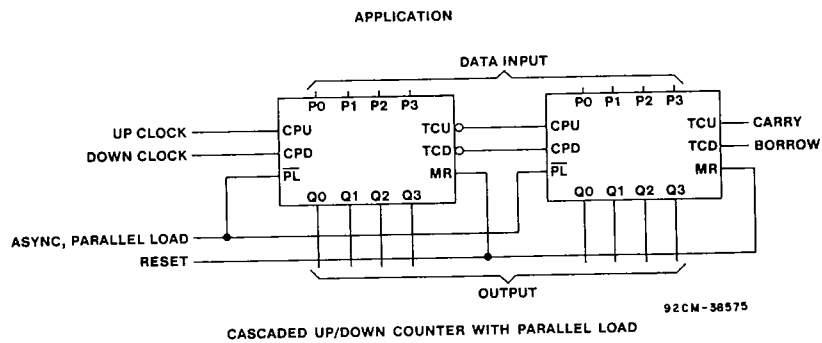 APPLICATION
DATA INPUT
P0 P1 P2 P3
P0 P1 P2 P3
UP CLOCK
CPU
TCU
CPU
TCU
CARRY
DOWN CLOCK
CPD
TCD
CPD
TCD
BORROW
PL
MR
PL
MR
Q0 Q1 Q2 Q3
Q0 Q1 Q2 Q3
ASYNC, PARALLEL LOAD
RESET
OUTPUT
92CM-38575
CASCADED UP/DOWN COUNTER WITH PARALLEL LOAD